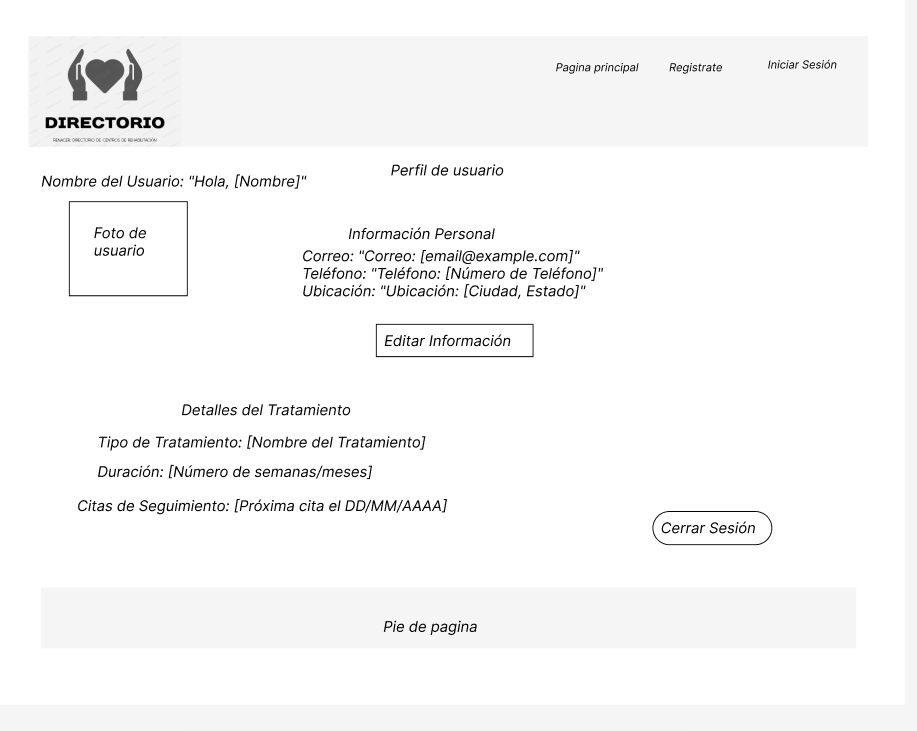 Pagina principal
Registrate
Iniciar Sesión
DIRECTORIO
RENACER: DIRECTORIO DE CENTROS DE REHABILITACION
Perfil de usuario
Nombre del Usuario: "Hola, [Nombre]"
Foto de
usuario
Información Personal
Correo: "Correo: [email@example.com]"
Teléfono: "Teléfono: [Número de Teléfono]"
Ubicación: "Ubicación: [Ciudad, Estado]"
Editar Información
Detalles del Tratamiento
Tipo de Tratamiento: [Nombre del Tratamiento]
Duración: [Número de semanas/meses]
Citas de Seguimiento: [Próxima cita el DD/MM/AAAA]
Cerrar Sesión
Pie de pagina